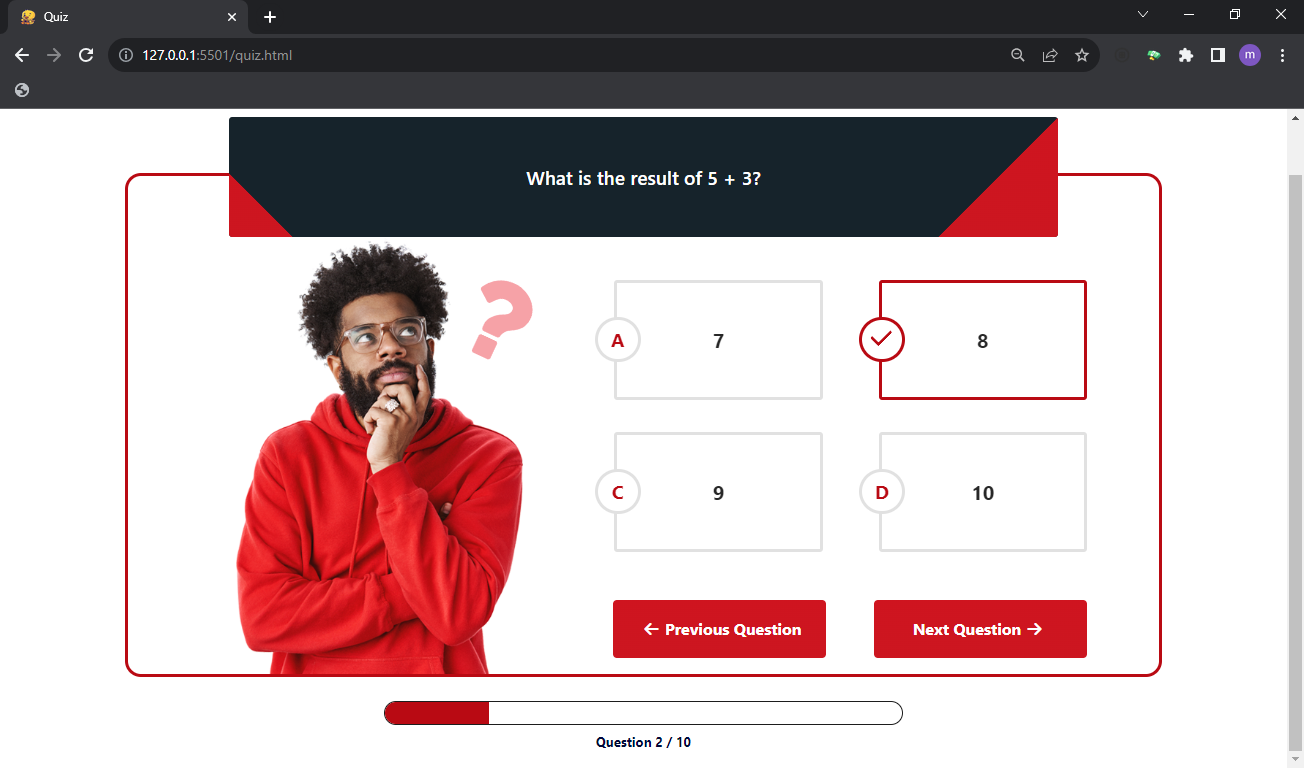 Quiz
127.0.0.1:5501/quiz.html
m
What is the result of 5 + 3?
?
A 7
8
C 9
D 10
← Previous Question
Next Question →
Question 2 / 10